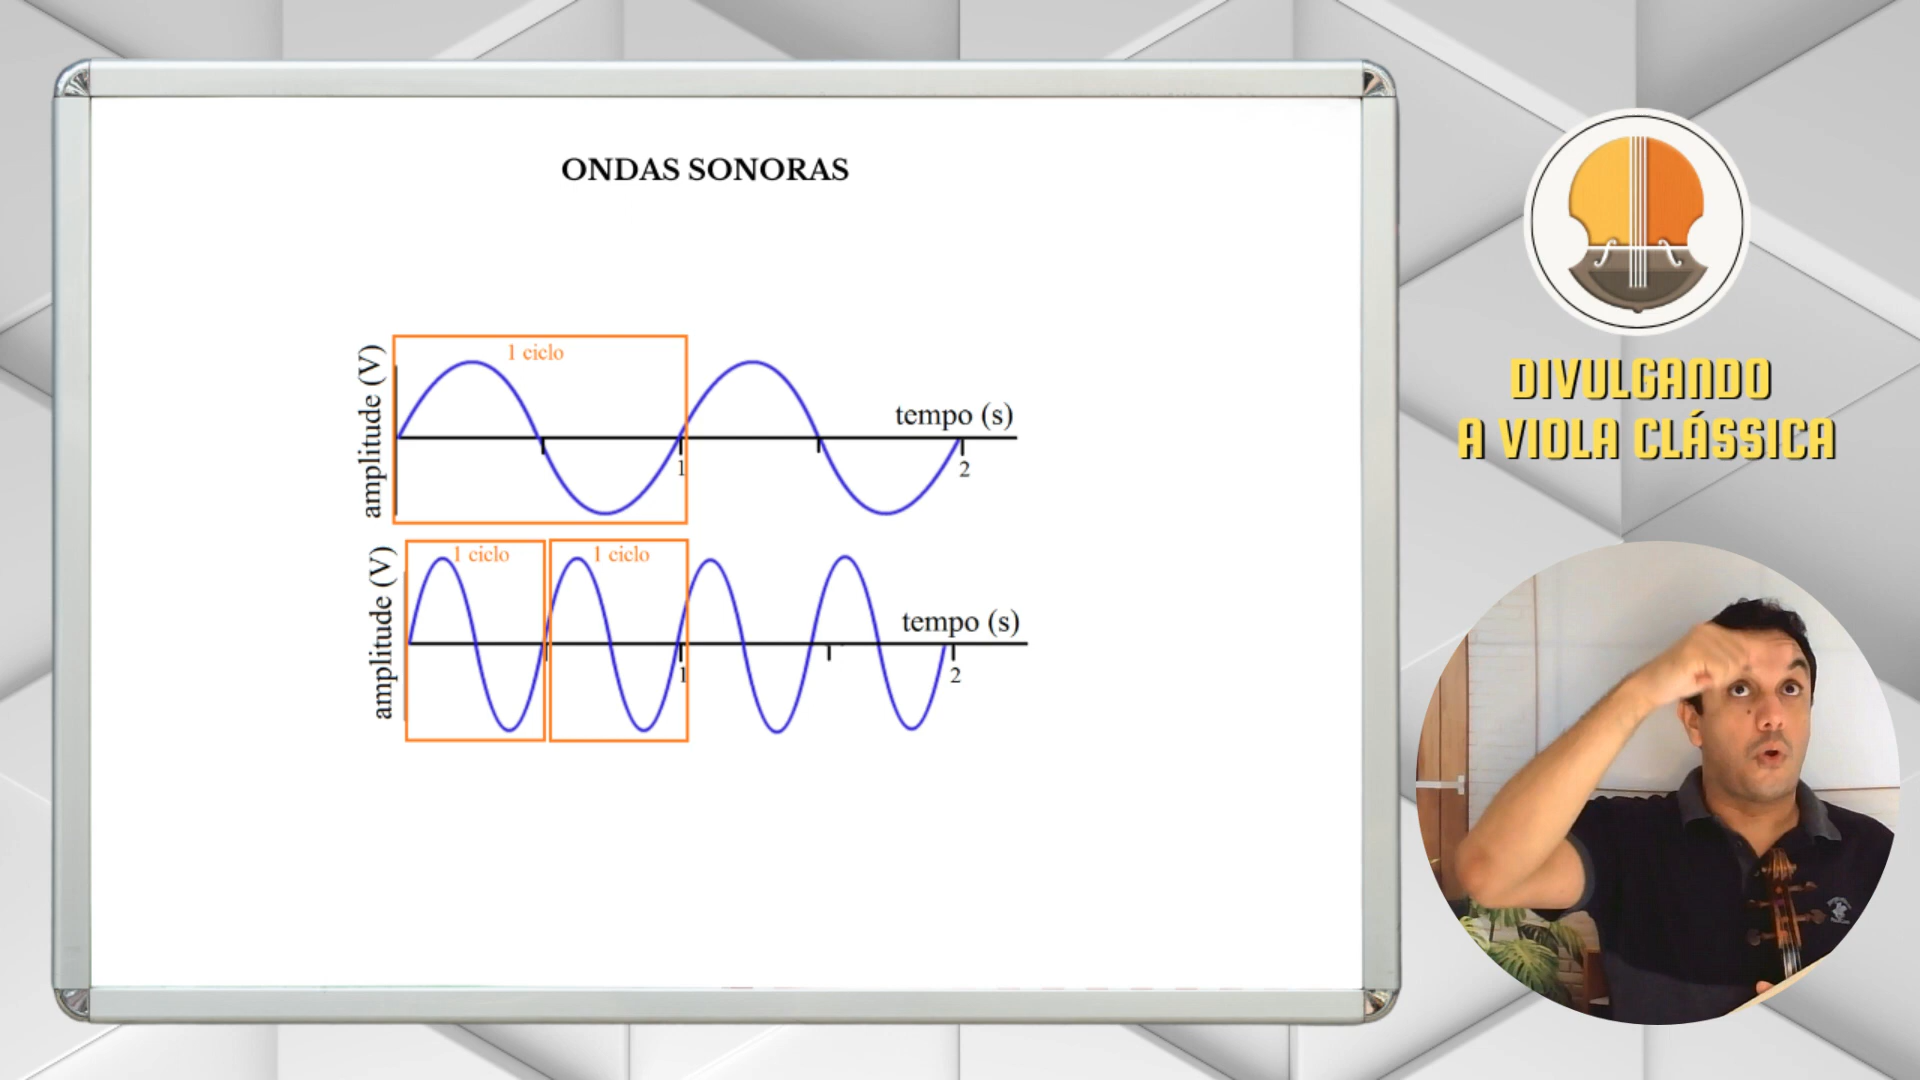 ONDAS SONORAS
amplitude (V)
1 ciclo
tempo (s)
1
2
amplitude (V)
1 ciclo
1 ciclo
tempo (s)
1
2
DIVULGANDO
A VIOLA CLÁSSICA